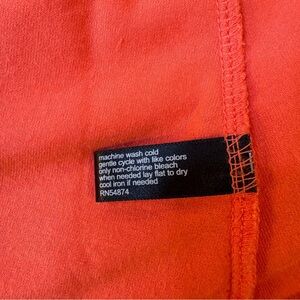 machine wash cold
gentle cycle with like colors
only non-chlorine bleach
when needed lay flat to dry
cool iron if needed
RN54874